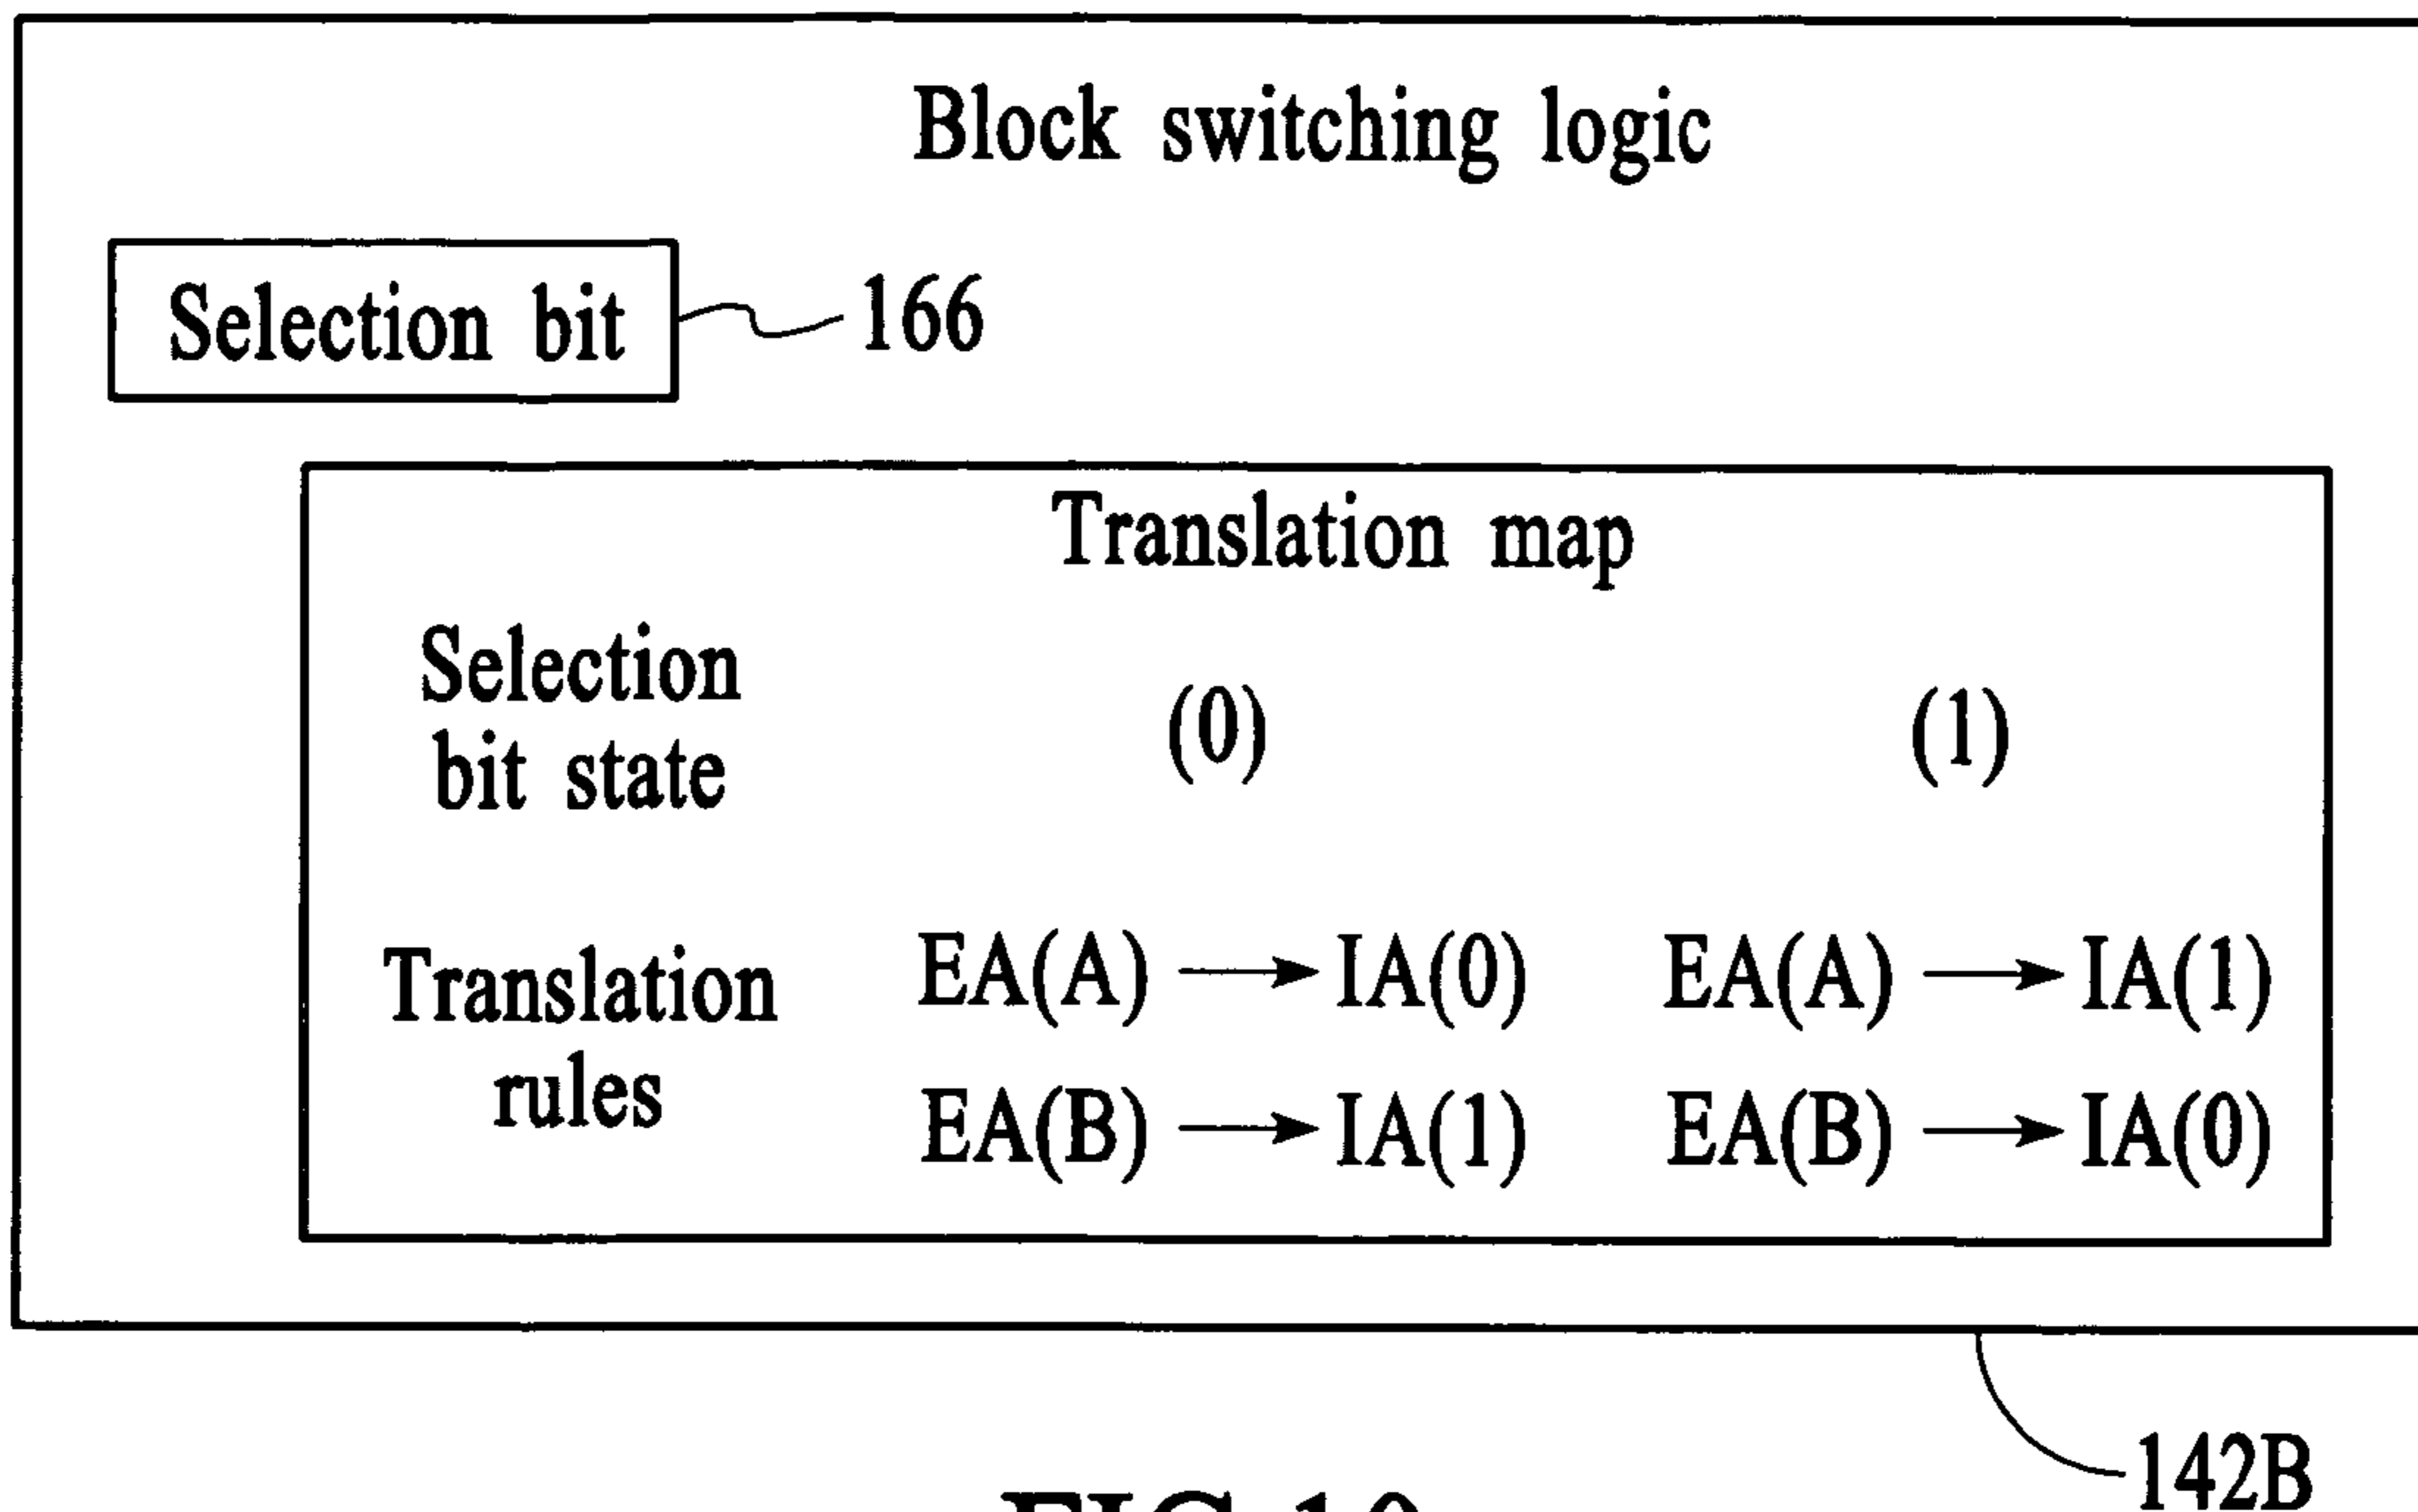 Block switching logic
Selection bit 166
Translation map
Selection
bit state (0) (1)
Translation EA(A) → IA(0) EA(A) → IA(1)
rules EA(B) → IA(1) EA(B) → IA(0)
142B